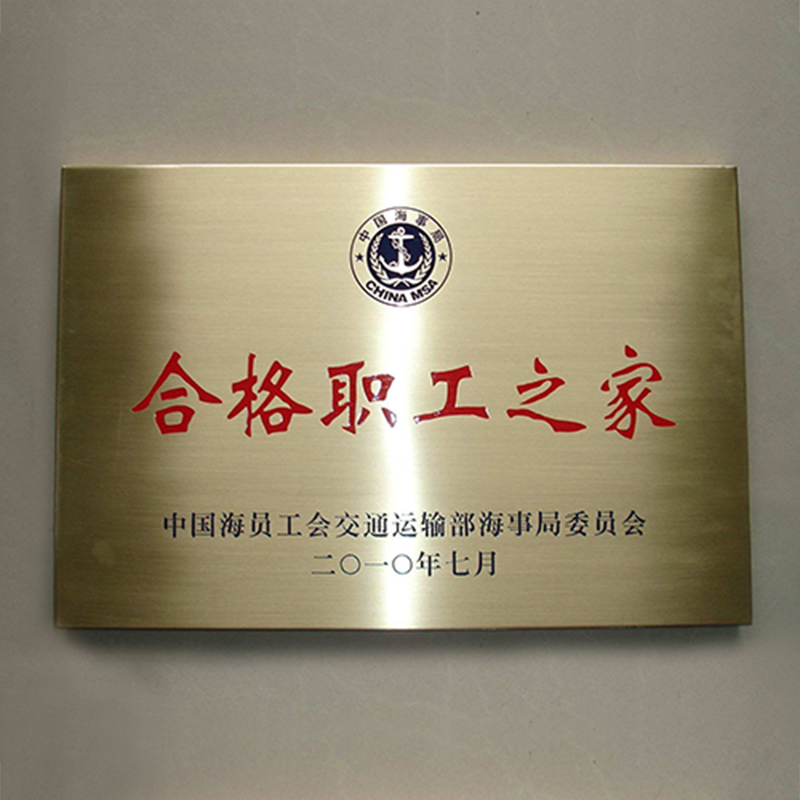 中国海事局
CHINA MSA
合格职工之家
中国海员工会交通运输部海事局委员会
二〇一〇年七月